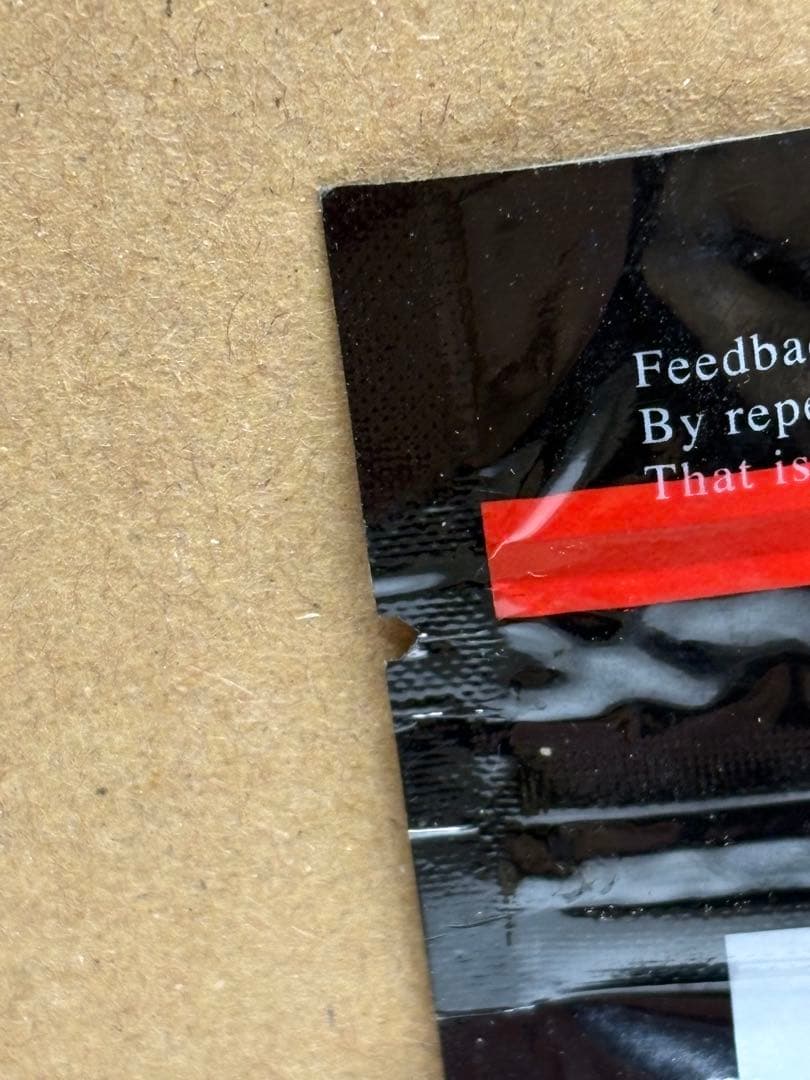 Feedba
By repe
That is